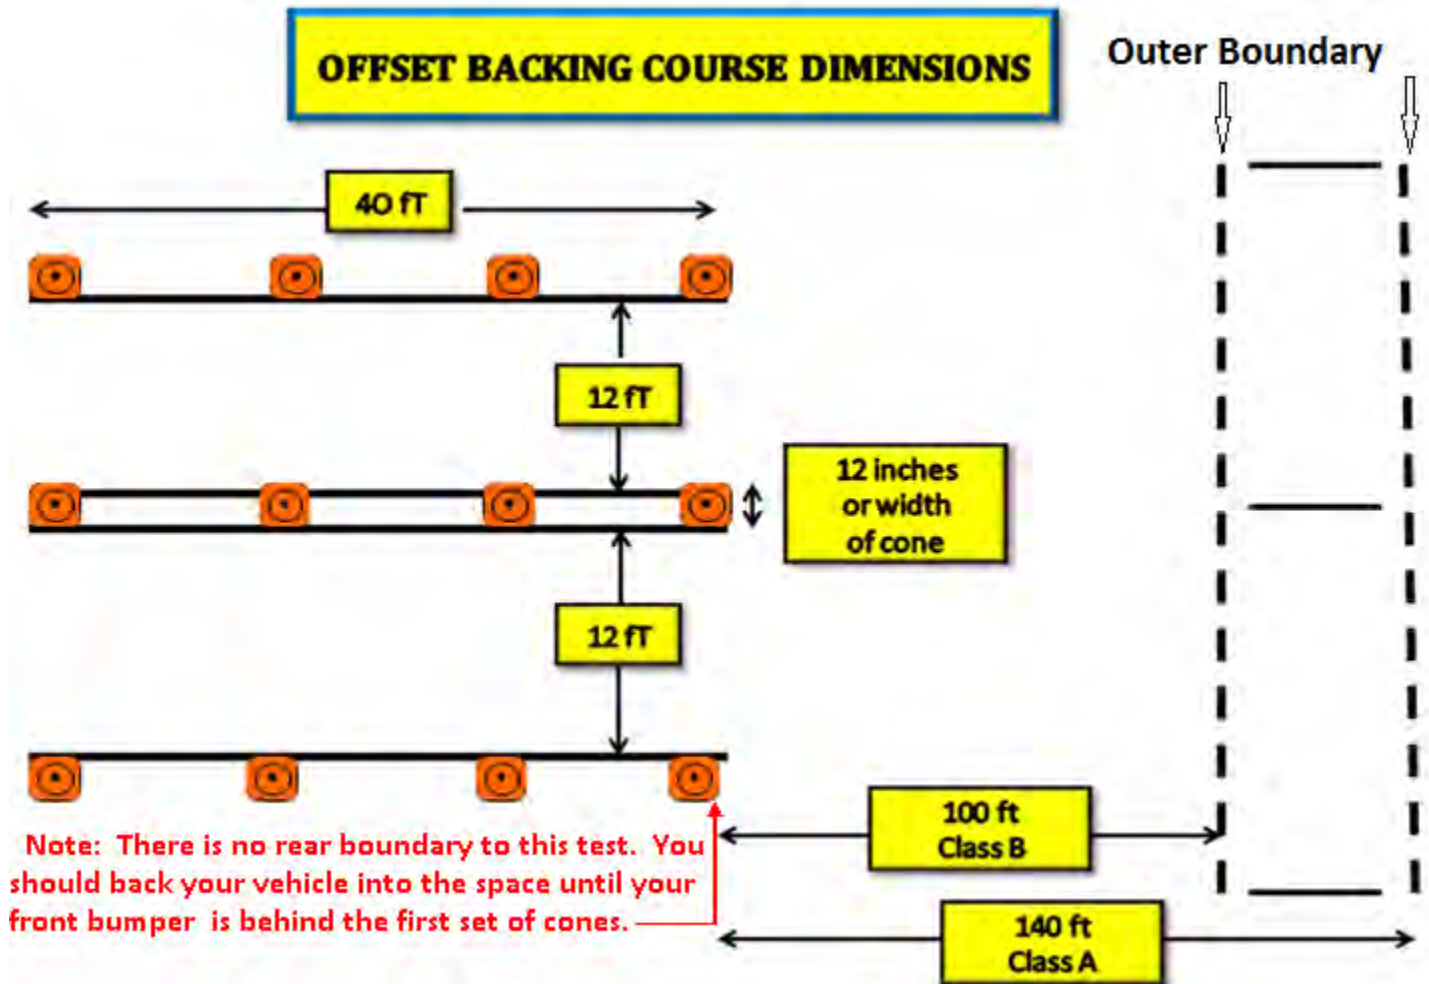 OFFSET BACKING COURSE DIMENSIONS
Outer Boundary
40 fT
12 fT
12 inches
or width
of cone
12 fT
100 ft
Class B
Note: There is no rear boundary to this test. You
should back your vehicle into the space until your
front bumper is behind the first set of cones.
140 ft
Class A